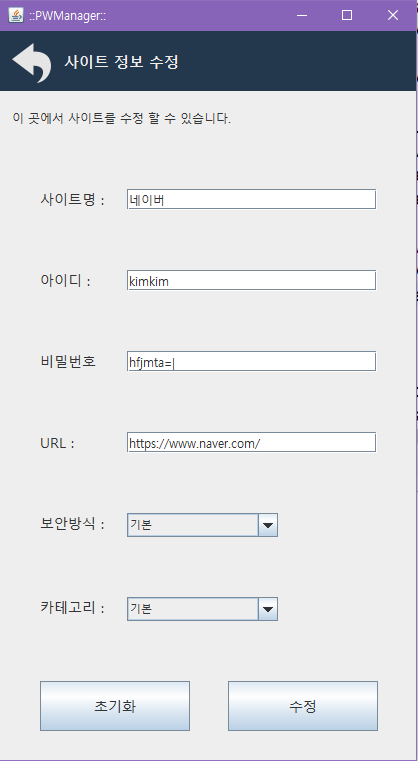 ::PWManager::
사이트 정보 수정
이 곳에서 사이트를 수정 할 수 있습니다.
사이트명 : 네이버
아이디 : kimkim
비밀번호 hfjmta=|
URL : https://www.naver.com/
보안방식 : 기본
카테고리 : 기본
초기화 수정